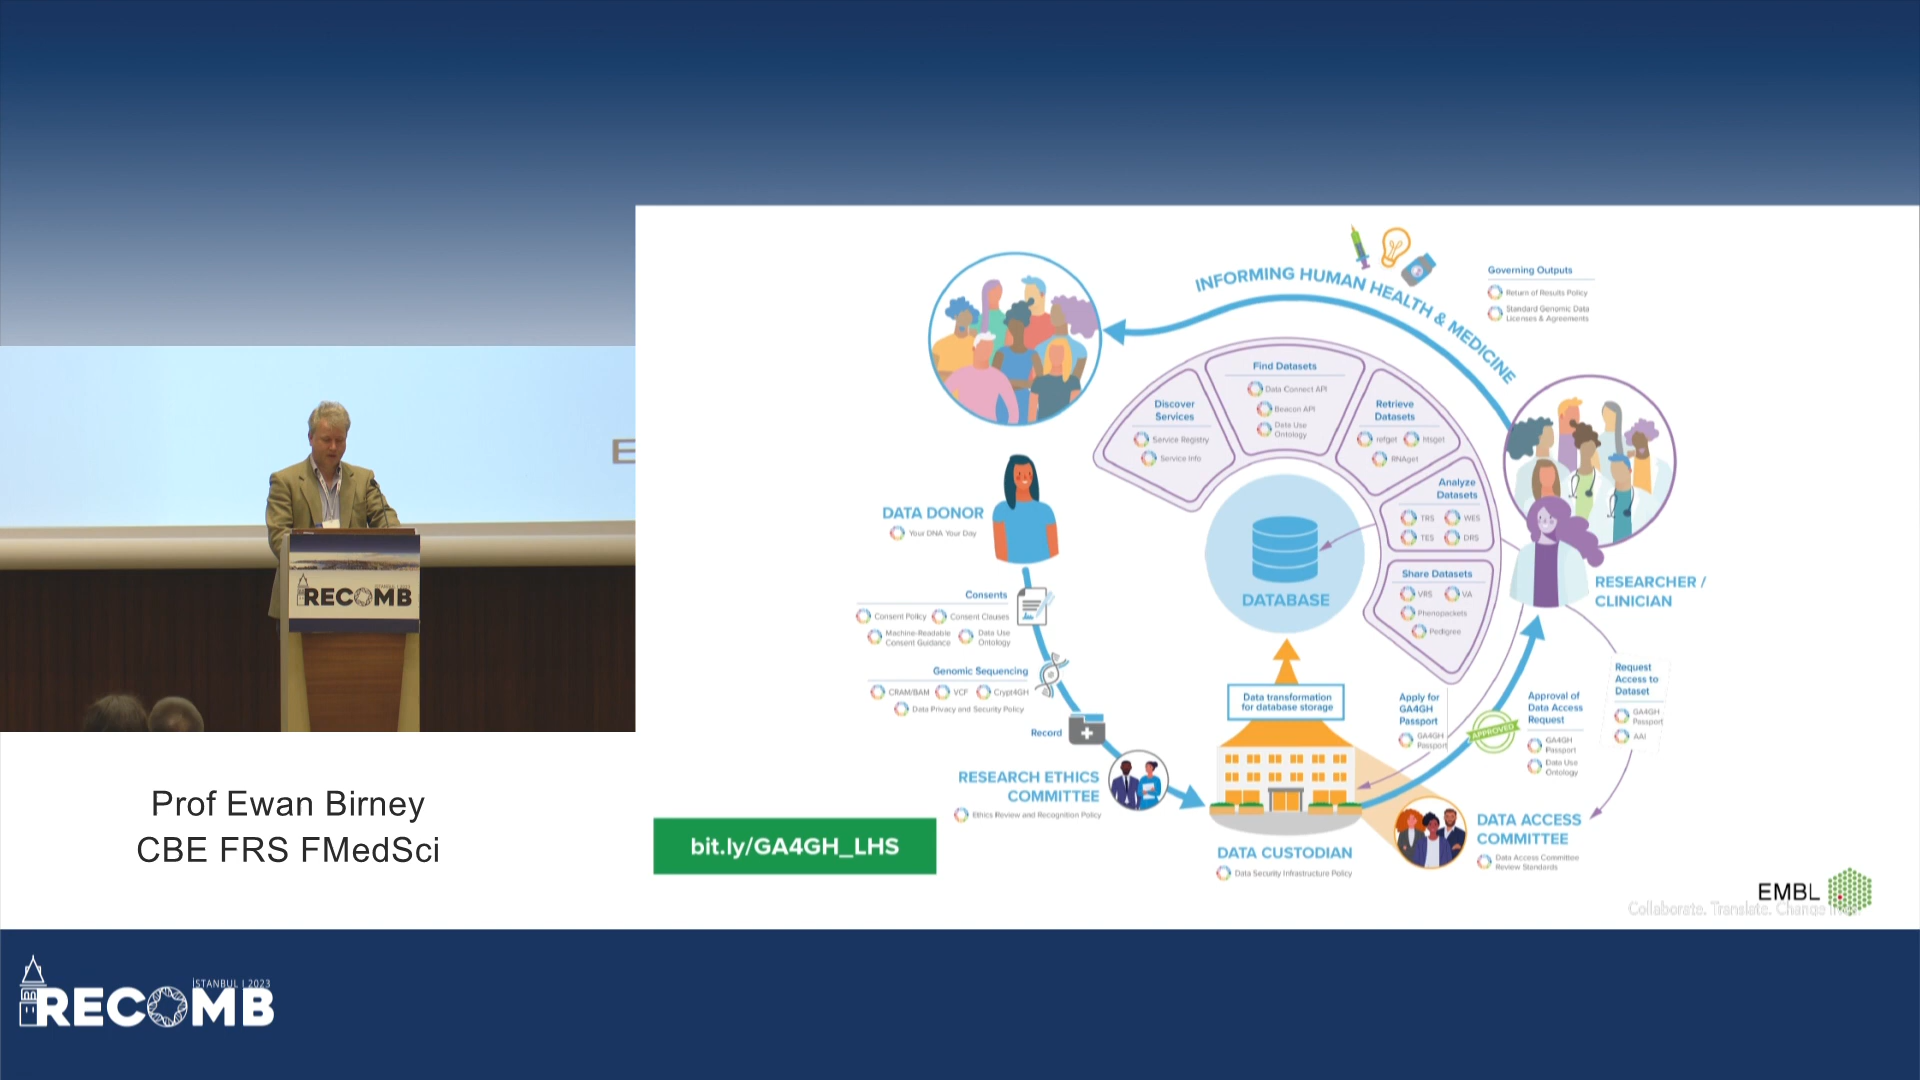 INFORMING HUMAN HEALTH & MEDICINE
Governing Outputs
Return of Results Policy
Standard Genomic Data
Licenses & Agreements
Find Datasets
Data Connect API
Beacon API
Data Use
Ontology
Discover
Services
Service Registry
Service Info
Retrieve
Datasets
refget
htsget
RNAget
Analyze
Datasets
TRS
WES
TES
DRS
Share Datasets
VRS
VA
Phenopackets
Pedigree
DATABASE
DATA DONOR
Your DNA Your Day
Consents
Consent Policy
Consent Clauses
Machine-Readable
Consent Guidance
Data Use
Ontology
Genomic Sequencing
CRAM/BAM
VCF
Crypt4GH
Data Privacy and Security Policy
Record
RESEARCH ETHICS
COMMITTEE
Ethics Review and Recognition Policy
Data transformation
for database storage
DATA CUSTODIAN
Data Security Infrastructure Policy
RESEARCHER /
CLINICIAN
Apply for
GA4GH
Passport
GA4GH
Passport
APPROVED
Approval of
Data Access
Request
GA4GH
Passport
Data Use
Ontology
Request
Access to
Dataset
GA4GH
Passport
AAI
DATA ACCESS
COMMITTEE
Data Access Committee
Review Standards
bit.ly/GA4GH_LHS
EMBL
Collaborate. Translate. Change
E
ISTANBUL | 2023
RECOMB
Prof Ewan Birney
CBE FRS FMedSci
İSTANBUL | 2023
RECOMB